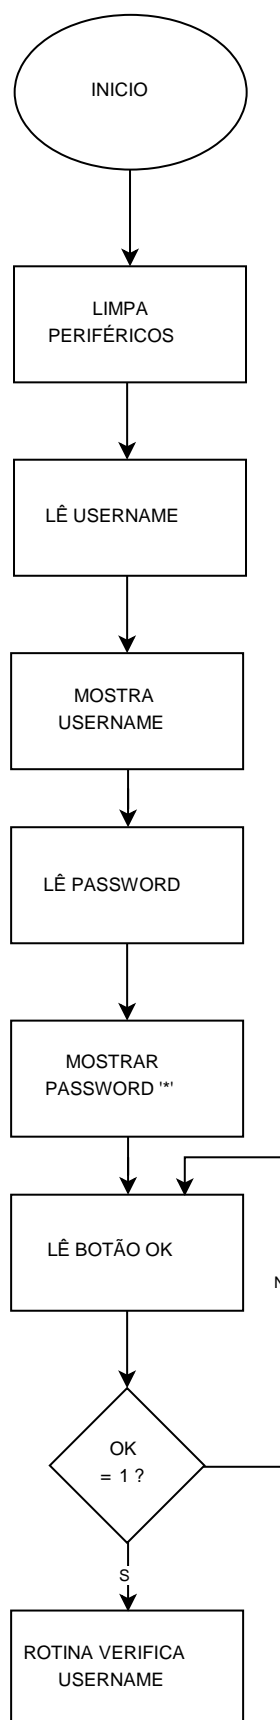 INICIO
LIMPA
PERIFÉRICOS
LÊ USERNAME
MOSTRA
USERNAME
LÊ PASSWORD
MOSTRAR
PASSWORD '*'
LÊ BOTÃO OK
N
OK
= 1 ?
S
ROTINA VERIFICA
USERNAME